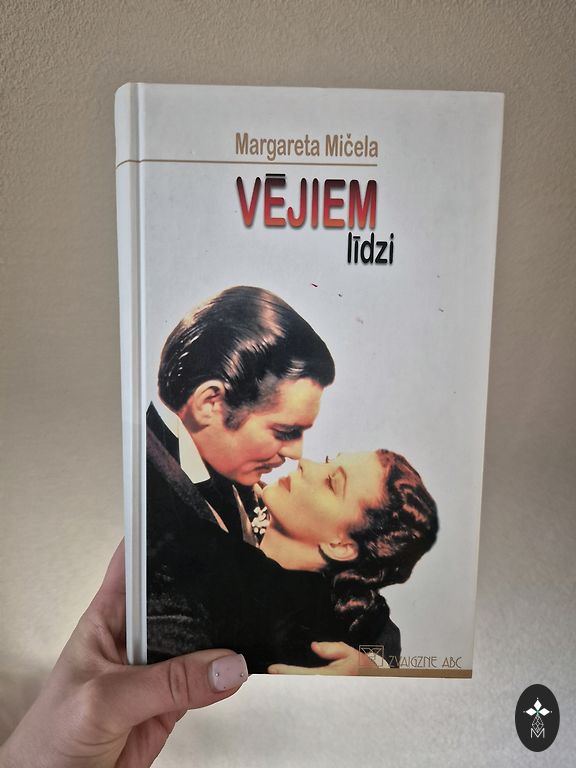 Margareta Mičela
VĒJIEM
līdzi
ZVAIGZNE ABC
M